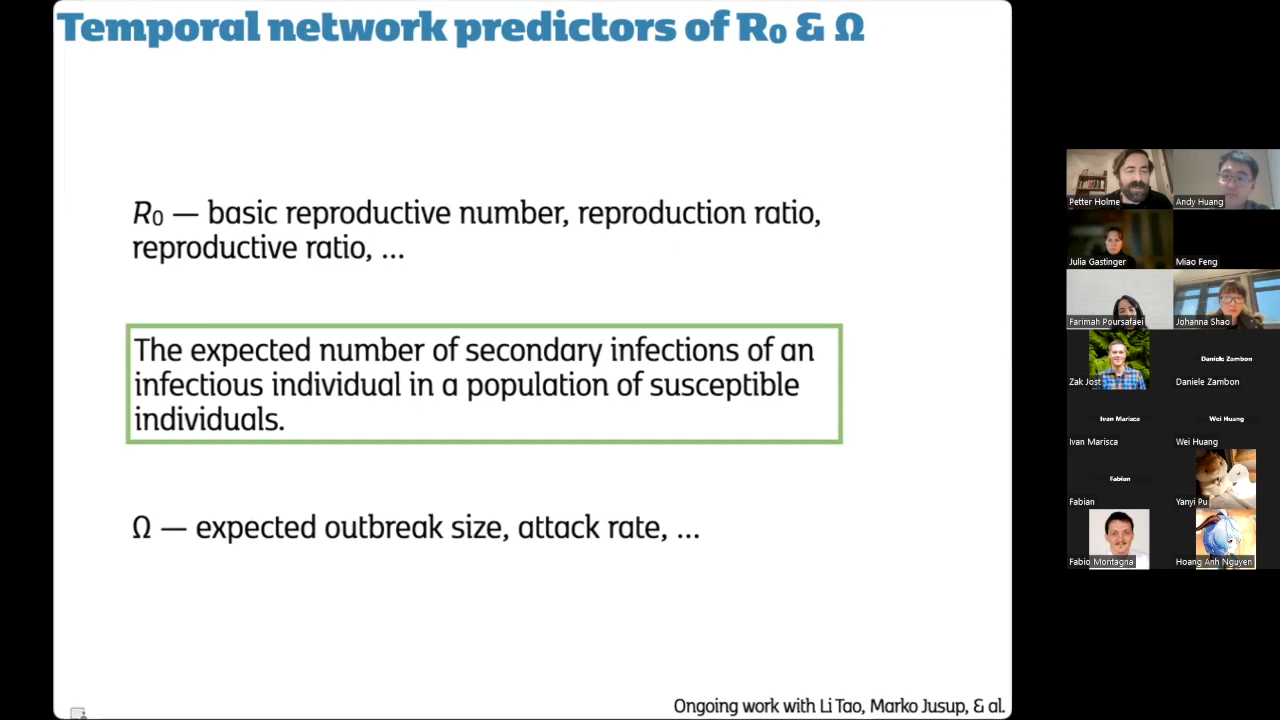 Temporal network predictors of R₀ & Ω
R₀ — basic reproductive number, reproduction ratio,
reproductive ratio, ...
The expected number of secondary infections of an
infectious individual in a population of susceptible
individuals.
Ω — expected outbreak size, attack rate, ...
Ongoing work with Li Tao, Marko Jusup, & al.
Petter Holme
Andy Huang
Julia Gastinger
Miao Feng
Farimah Poursafaei
Johanna Shao
Zak Jost
Daniele Zambon
Daniele Zambon
Ivan Marisca
Wei Huang
Ivan Marisca
Wei Huang
Fabian
Fabian
Yanyi Pu
Fabio Montagna
Hoang Anh Nguyen